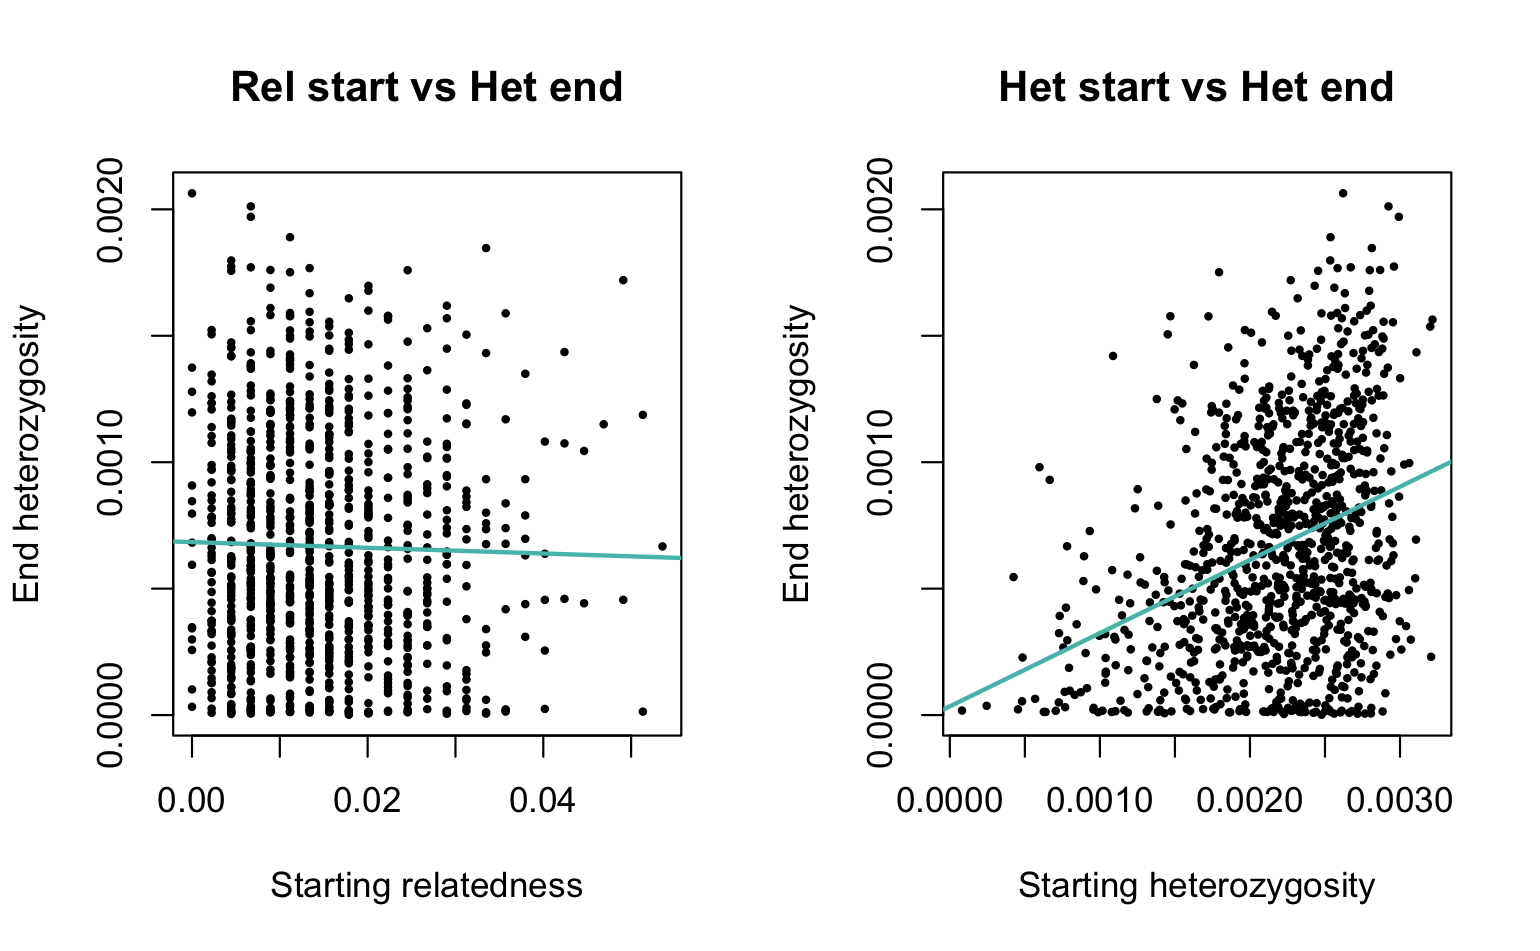 Rel start vs Het end
End heterozygosity
0.0020
0.0010
0.0000
0.00 0.02 0.04
Starting relatedness
Het start vs Het end
End heterozygosity
0.0020
0.0010
0.0000
0.0000 0.0010 0.0020 0.0030
Starting heterozygosity